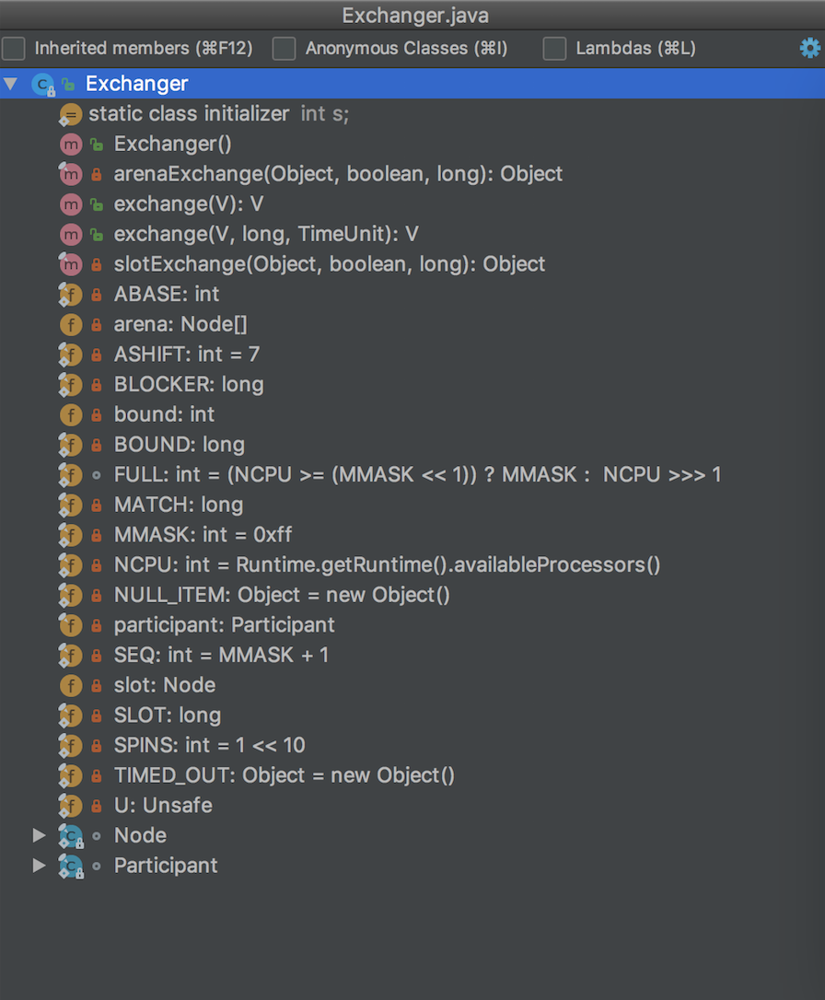 Exchanger.java
Inherited members (⌘F12) Anonymous Classes (⌘I) Lambdas (⌘L)
Exchanger
static class initializer int s;
Exchanger()
arenaExchange(Object, boolean, long): Object
exchange(V): V
exchange(V, long, TimeUnit): V
slotExchange(Object, boolean, long): Object
ABASE: int
arena: Node[]
ASHIFT: int = 7
BLOCKER: long
bound: int
BOUND: long
FULL: int = (NCPU >= (MMASK << 1)) ? MMASK : NCPU >>> 1
MATCH: long
MMASK: int = 0xff
NCPU: int = Runtime.getRuntime().availableProcessors()
NULL_ITEM: Object = new Object()
participant: Participant
SEQ: int = MMASK + 1
slot: Node
SLOT: long
SPINS: int = 1 << 10
TIMED_OUT: Object = new Object()
U: Unsafe
Node
Participant